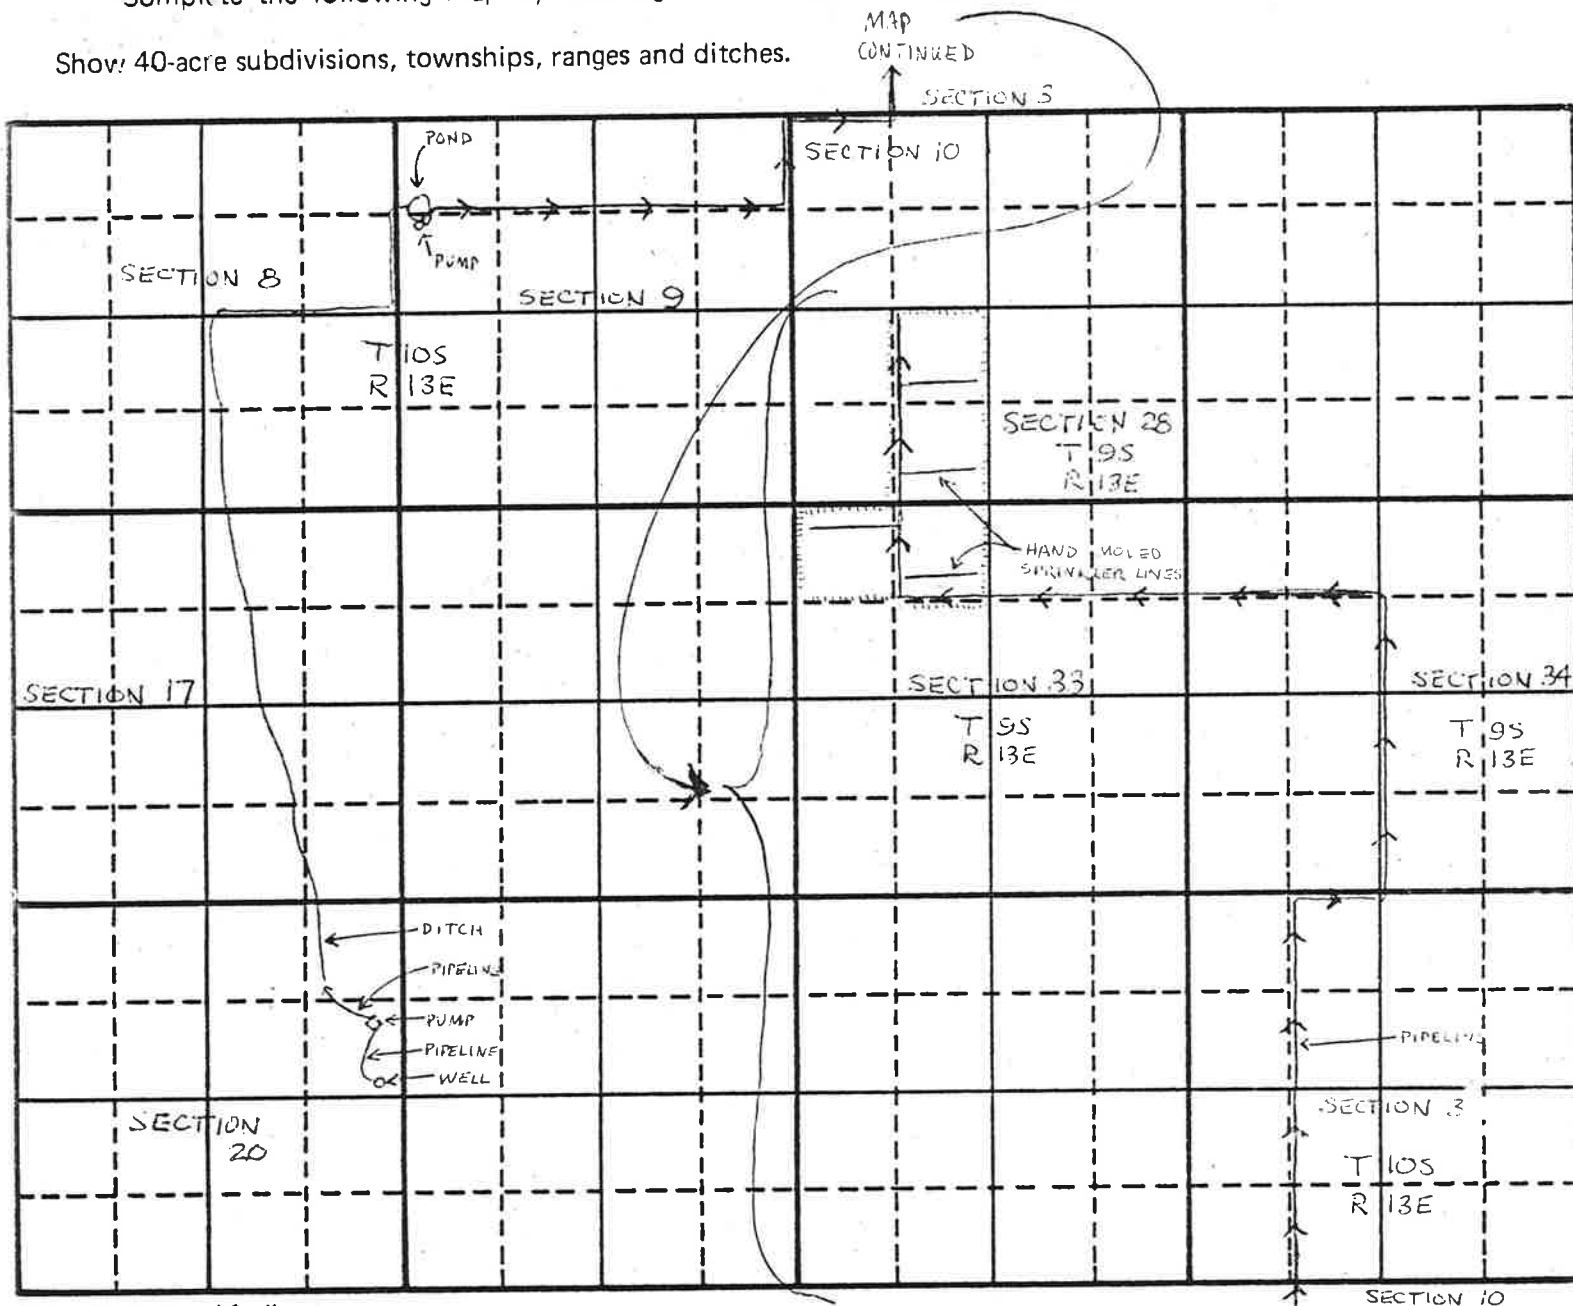 Show 40-acre subdivisions, townships, ranges and ditches.
MAP
CONTINUED
SECTION 3
POND
SECTION 10
PUMP
SECTION 8
SECTION 9
T 10S
R 13E
SECTION 28
T 9S
R 13E
HAND MOVED
SPRINKLER LINES
SECTION 17
SECTION 33
SECTION 34
T 9S
R 13E
T 9S
R 13E
DITCH
PIPELINE
PUMP
PIPELINE
PIPELINE
WELL
SECTION
20
SECTION 3
T 10S
R 13E
SECTION 10